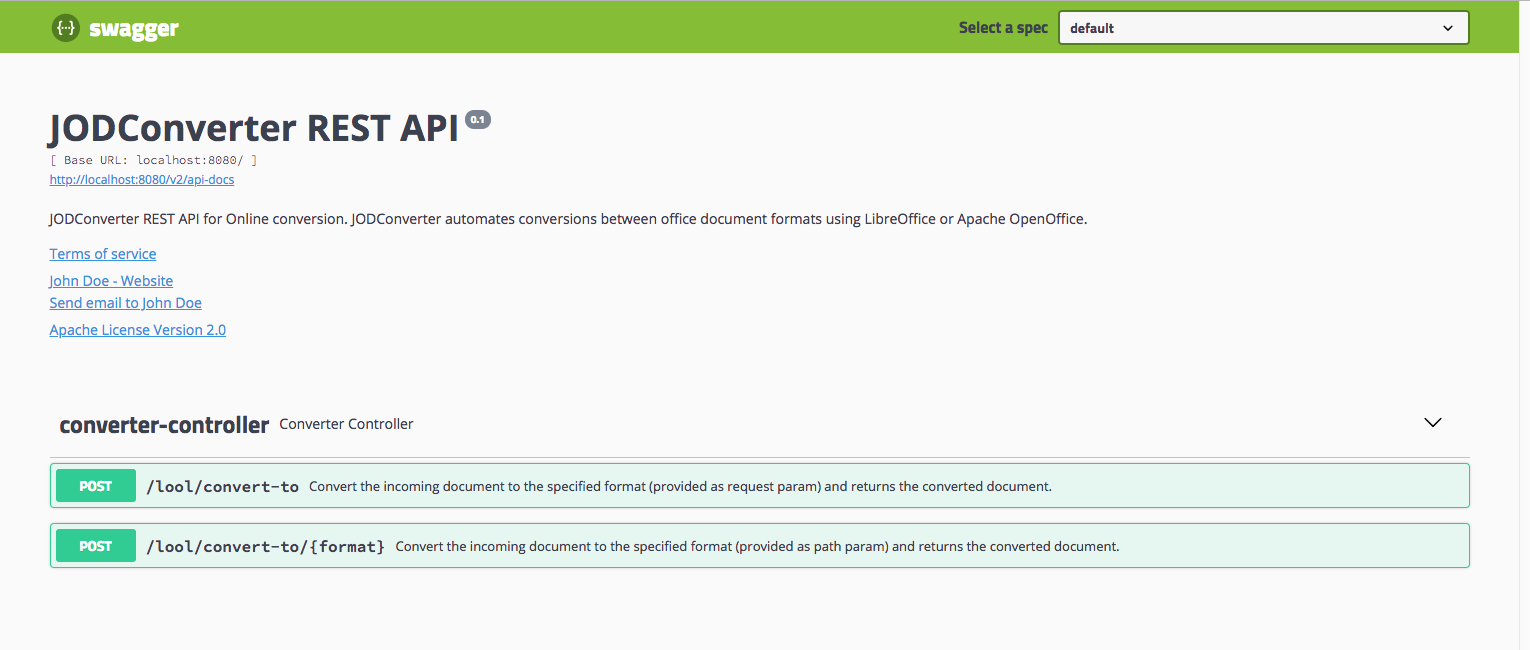 {···} swagger
Select a spec default
JODConverter REST API 0.1
[ Base URL: localhost:8080/ ]
http://localhost:8080/v2/api-docs
JODConverter REST API for Online conversion. JODConverter automates conversions between office document formats using LibreOffice or Apache OpenOffice.
Terms of service
John Doe - Website
Send email to John Doe
Apache License Version 2.0
converter-controller Converter Controller
POST /lool/convert-to Convert the incoming document to the specified format (provided as request param) and returns the converted document.
POST /lool/convert-to/{format} Convert the incoming document to the specified format (provided as path param) and returns the converted document.